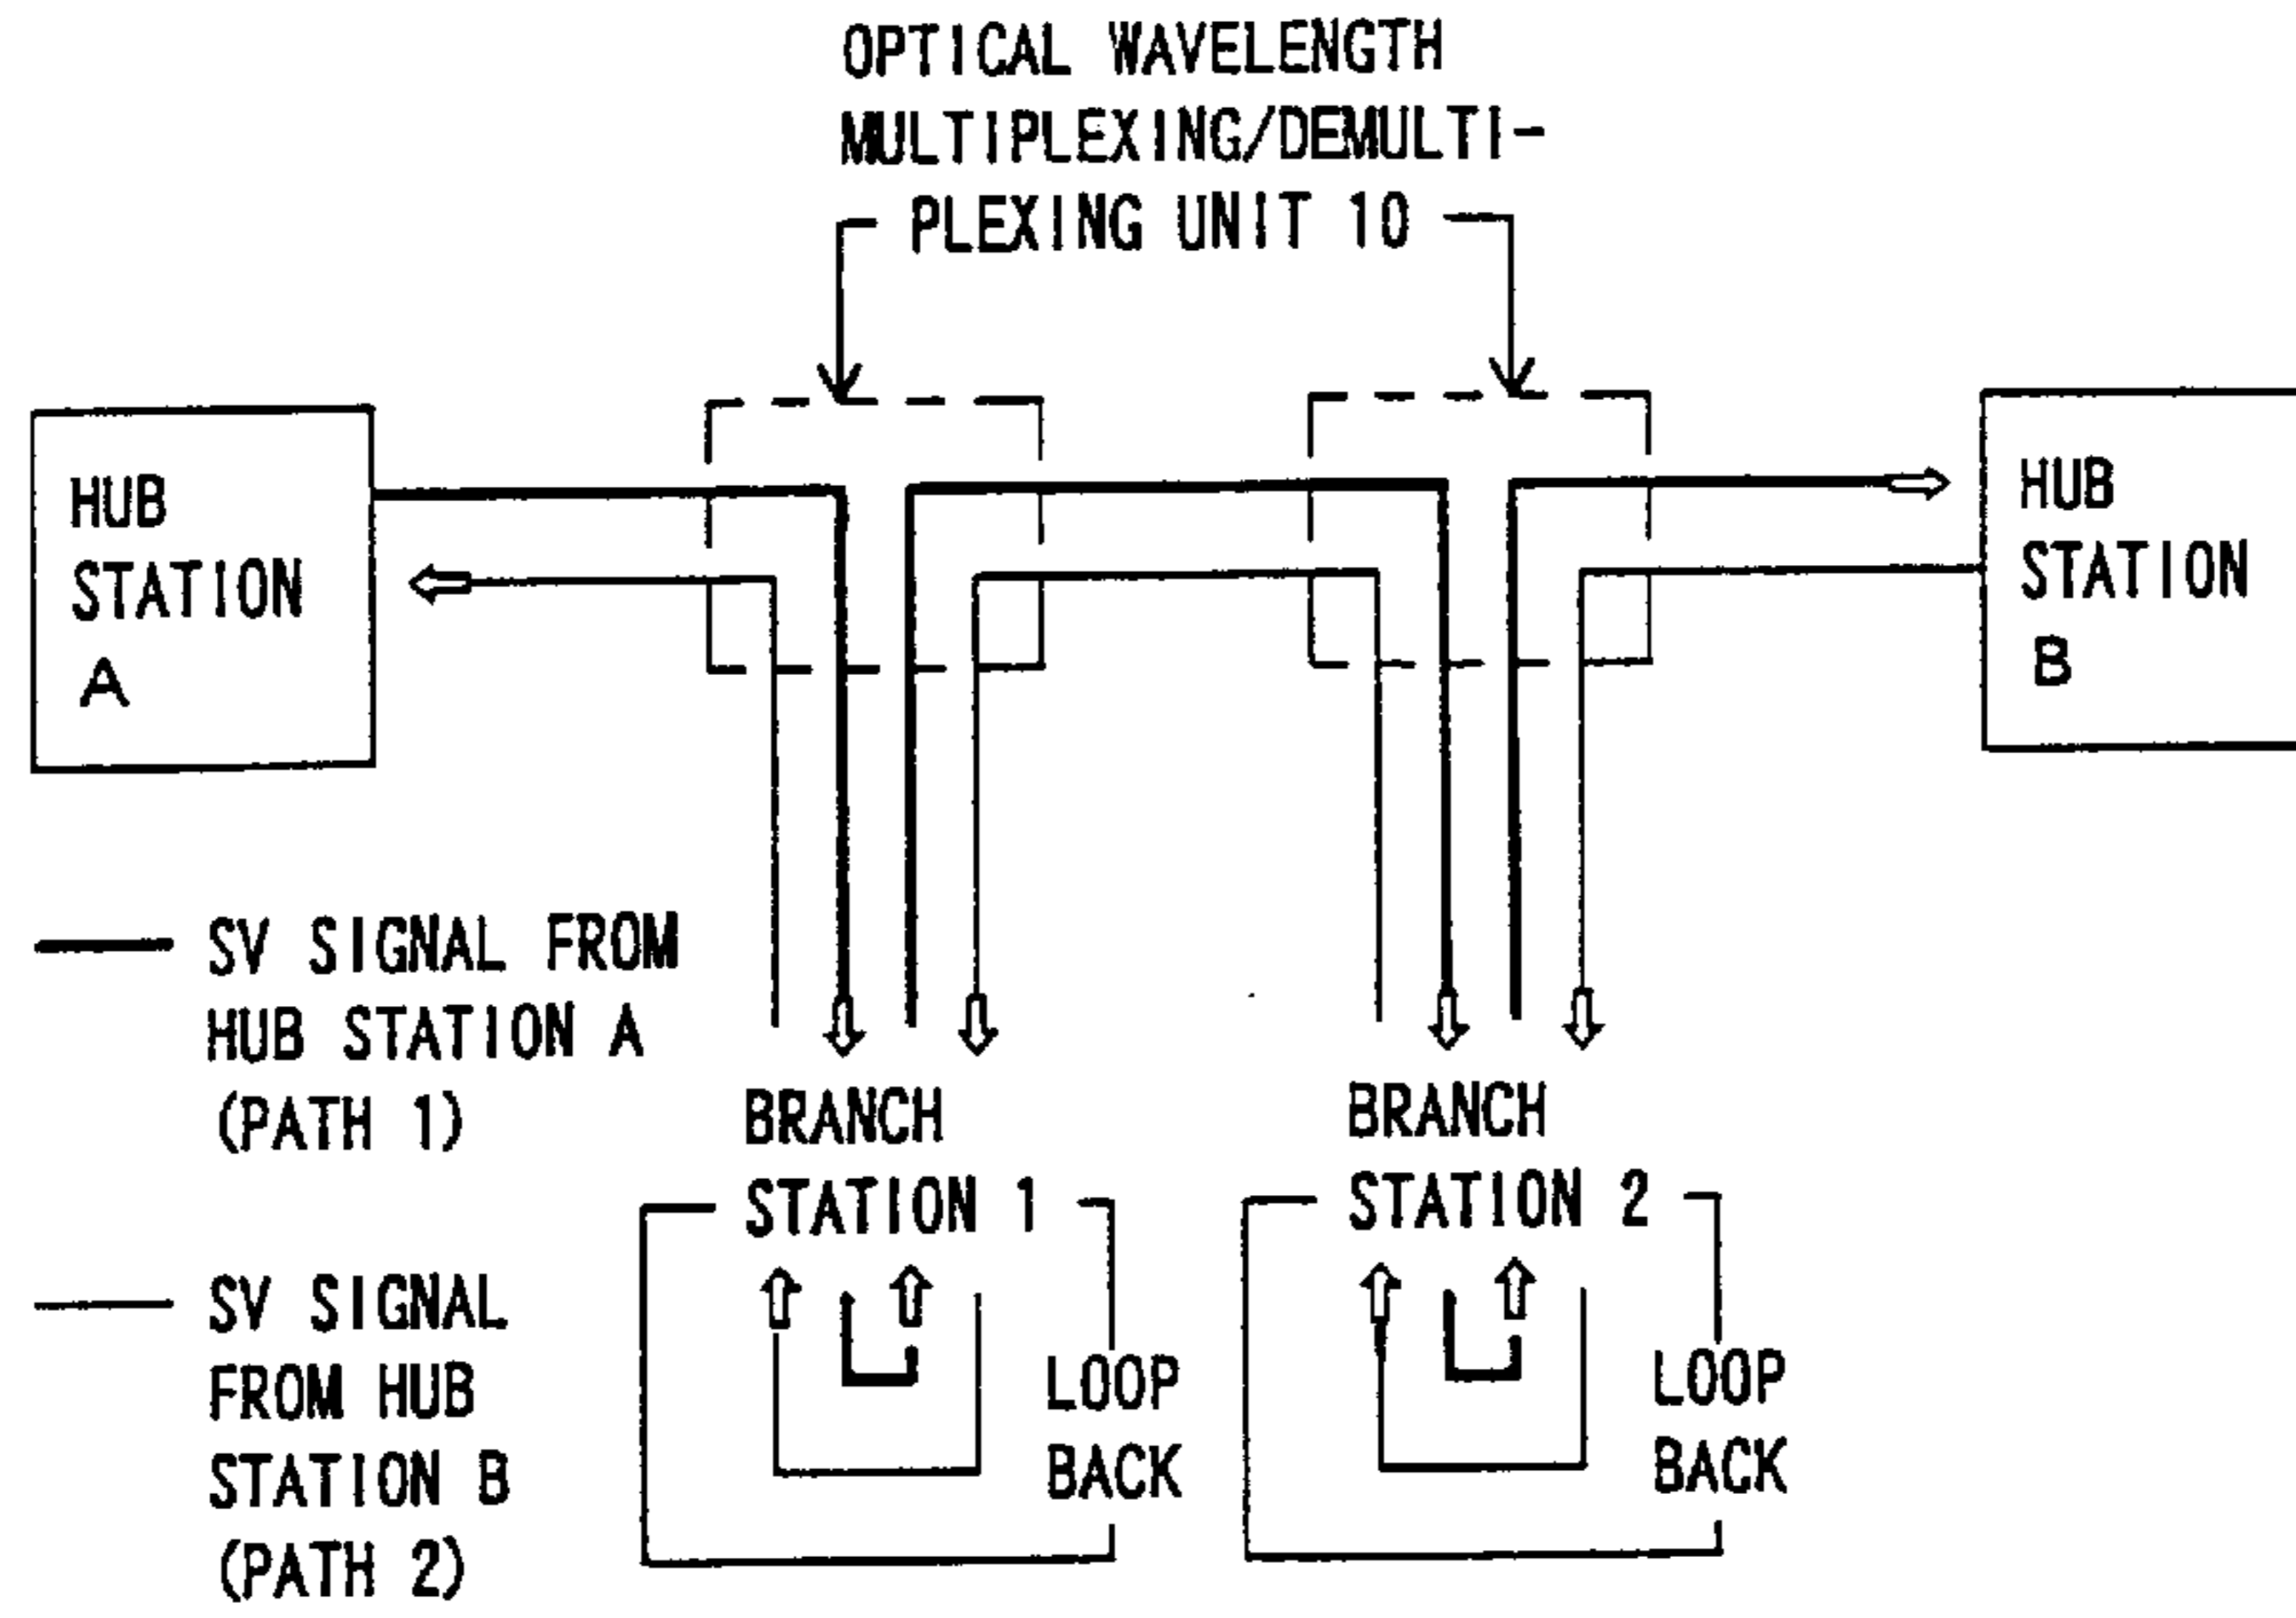 OPTICAL WAVELENGTH
MULTIPLEXING/DEMULTI-
PLEXING UNIT 10
HUB
STATION
A
HUB
STATION
B
SV SIGNAL FROM
HUB STATION A
(PATH 1)
SV SIGNAL
FROM HUB
STATION B
(PATH 2)
BRANCH
STATION 1
LOOP
BACK
BRANCH
STATION 2
LOOP
BACK